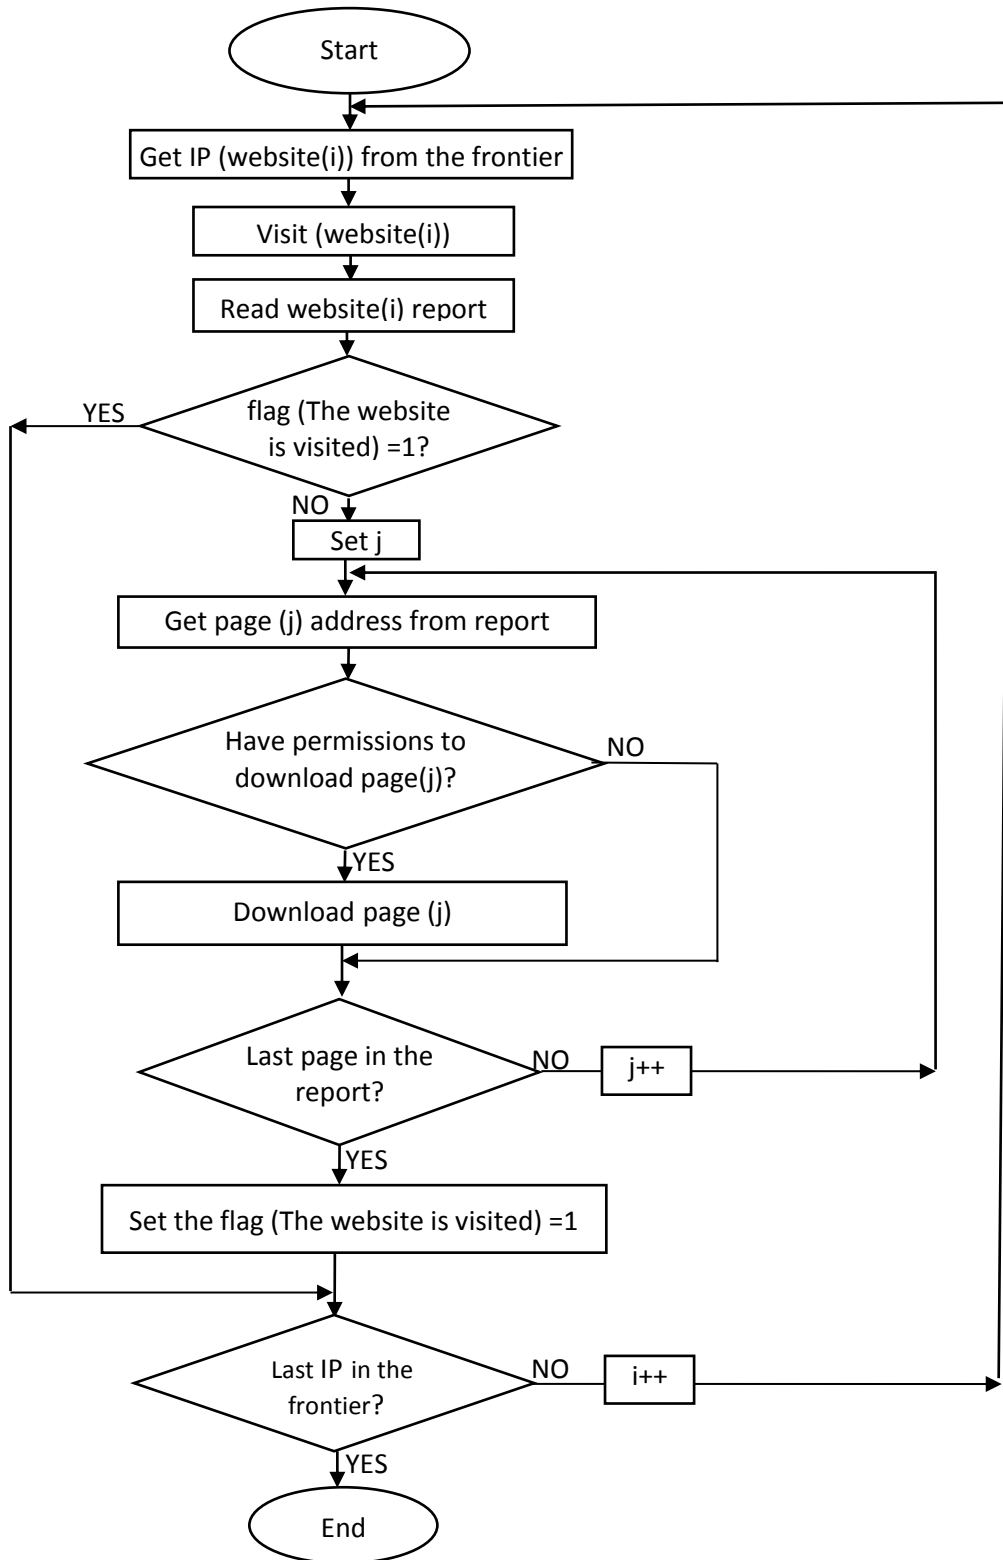 Start
Get IP (website(i)) from the frontier
Visit (website(i))
Read website(i) report
flag (The website
is visited) =1?
YES
NO
Set j
Get page (j) address from report
Have permissions to
download page(j)?
NO
YES
Download page (j)
Last page in the
report?
NO
j++
YES
Set the flag (The website is visited) =1
Last IP in the
frontier?
NO
i++
YES
End